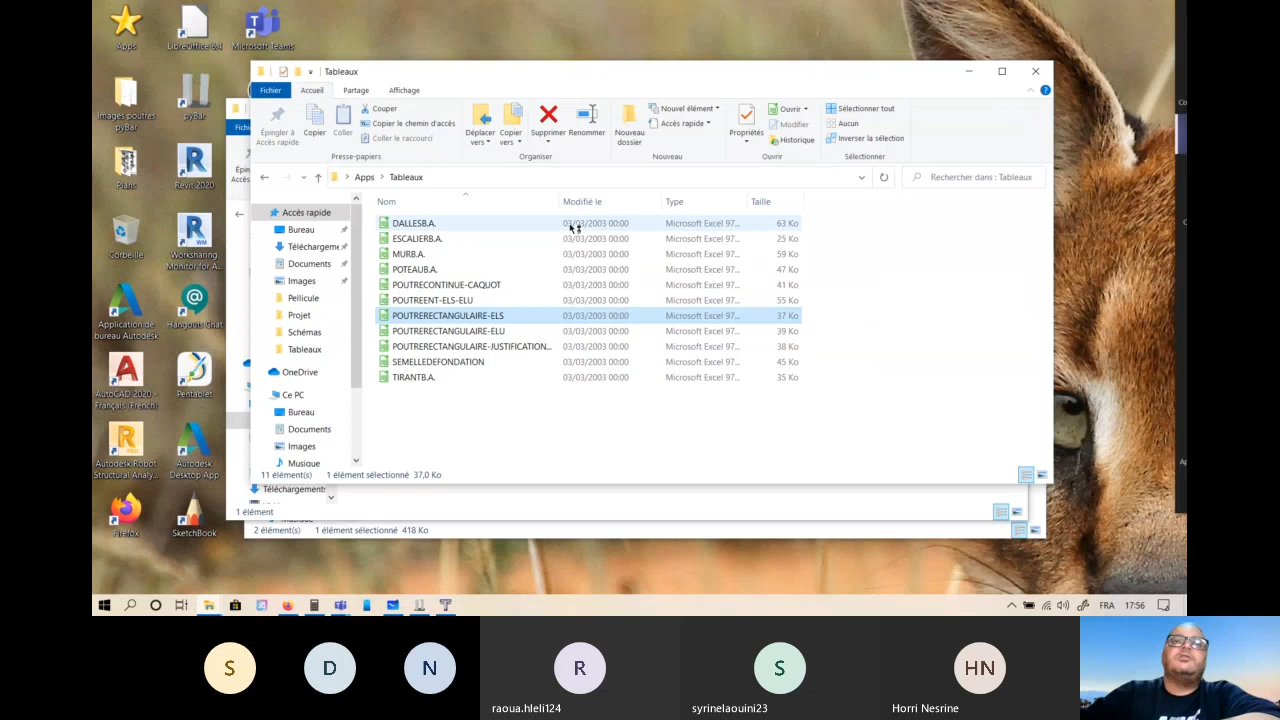 Apps
LibreOffice 6.4
Microsoft Teams
Images poutres
pyBar
pyBar
Plans
Revit 2020
Corbeille
Worksharing
Monitor for A...
Application de
bureau Autodesk
Hangouts Chat
AutoCAD 2020 -
Français (French)
Pentablet
Autodesk Robot
Structural Analy...
Autodesk
Desktop App
Firefox
SketchBook
Tableaux
Fichier
Accueil
Partage
Affichage
Épingler à
Accès rapide
Copier
Coller
Couper
Copier le chemin d'accès
Coller le raccourci
Presse-papiers
Déplacer
vers
Copier
vers
Supprimer
Renommer
Organiser
Nouveau
dossier
Nouvel élément
Accès rapide
Nouveau
Propriétés
Ouvrir
Modifier
Historique
Ouvrir
Sélectionner tout
Aucun
Inverser la sélection
Sélectionner
Apps > Tableaux
Rechercher dans : Tableaux
Accès rapide
Bureau
Téléchargeme
Documents
Images
Pellicule
Projet
Schémas
Tableaux
OneDrive
Ce PC
Bureau
Documents
Images
Musique
Nom Modifié le Type Taille
DALLESB.A. 03/03/2003 00:00 Microsoft Excel 97... 63 Ko
ESCALIERB.A. 03/03/2003 00:00 Microsoft Excel 97... 25 Ko
MURB.A. 03/03/2003 00:00 Microsoft Excel 97... 59 Ko
POTEAUB.A. 03/03/2003 00:00 Microsoft Excel 97... 47 Ko
POUTRECONTINUE-CAQUOT 03/03/2003 00:00 Microsoft Excel 97... 41 Ko
POUTREENT-ELS-ELU 03/03/2003 00:00 Microsoft Excel 97... 55 Ko
POUTRERECTANGULAIRE-ELS 03/03/2003 00:00 Microsoft Excel 97... 37 Ko
POUTRERECTANGULAIRE-ELU 03/03/2003 00:00 Microsoft Excel 97... 39 Ko
POUTRERECTANGULAIRE-JUSTIFICATION... 03/03/2003 00:00 Microsoft Excel 97... 38 Ko
SEMELLEDEFONDATION 03/03/2003 00:00 Microsoft Excel 97... 45 Ko
TIRANTB.A. 03/03/2003 00:00 Microsoft Excel 97... 35 Ko
11 élément(s) 1 élément sélectionné 37,0 Ko
Téléchargements
1 élément
2 élément(s) 1 élément sélectionné 418 Ko
FRA 17:56
S
D
N
R
raoua.hleli124
S
syrinelaouini23
HN
Horri Nesrine